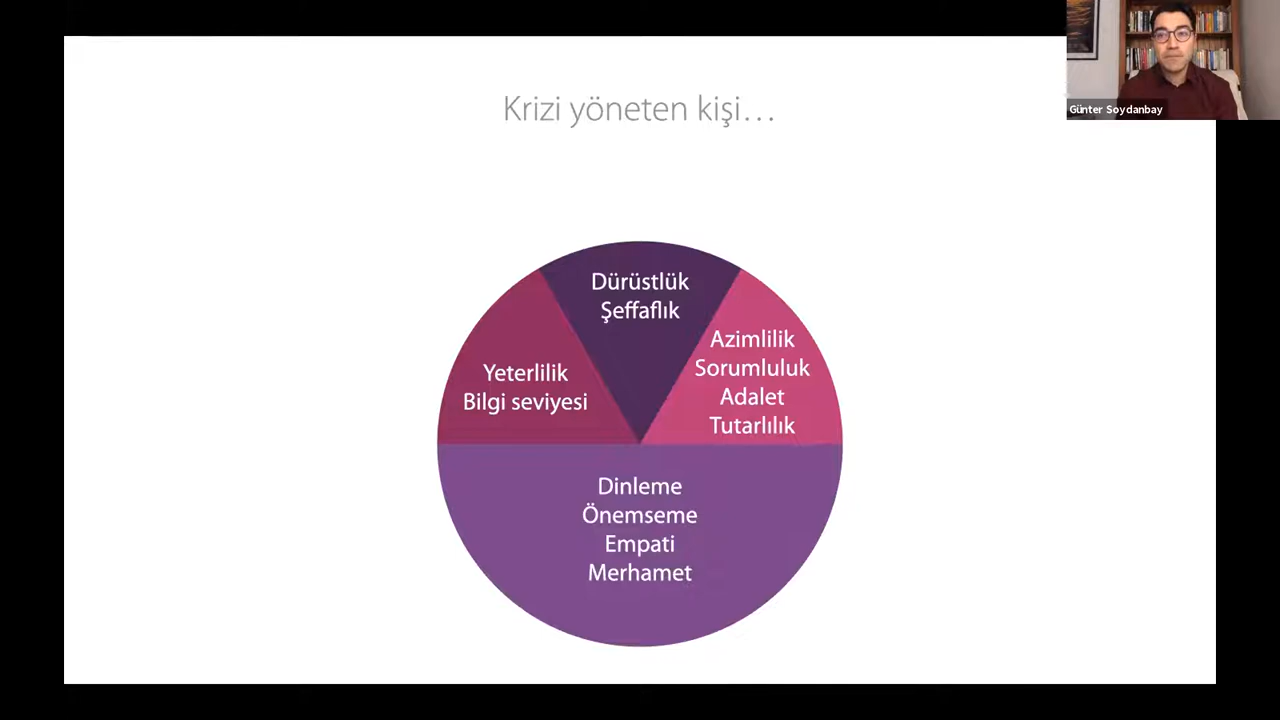 Krizi yöneten kişi…
Günter Soydanbay
Dürüstlük
Şeffaflık
Yeterlilik
Bilgi seviyesi
Azimlilik
Sorumluluk
Adalet
Tutarlılık
Dinleme
Önemseme
Empati
Merhamet